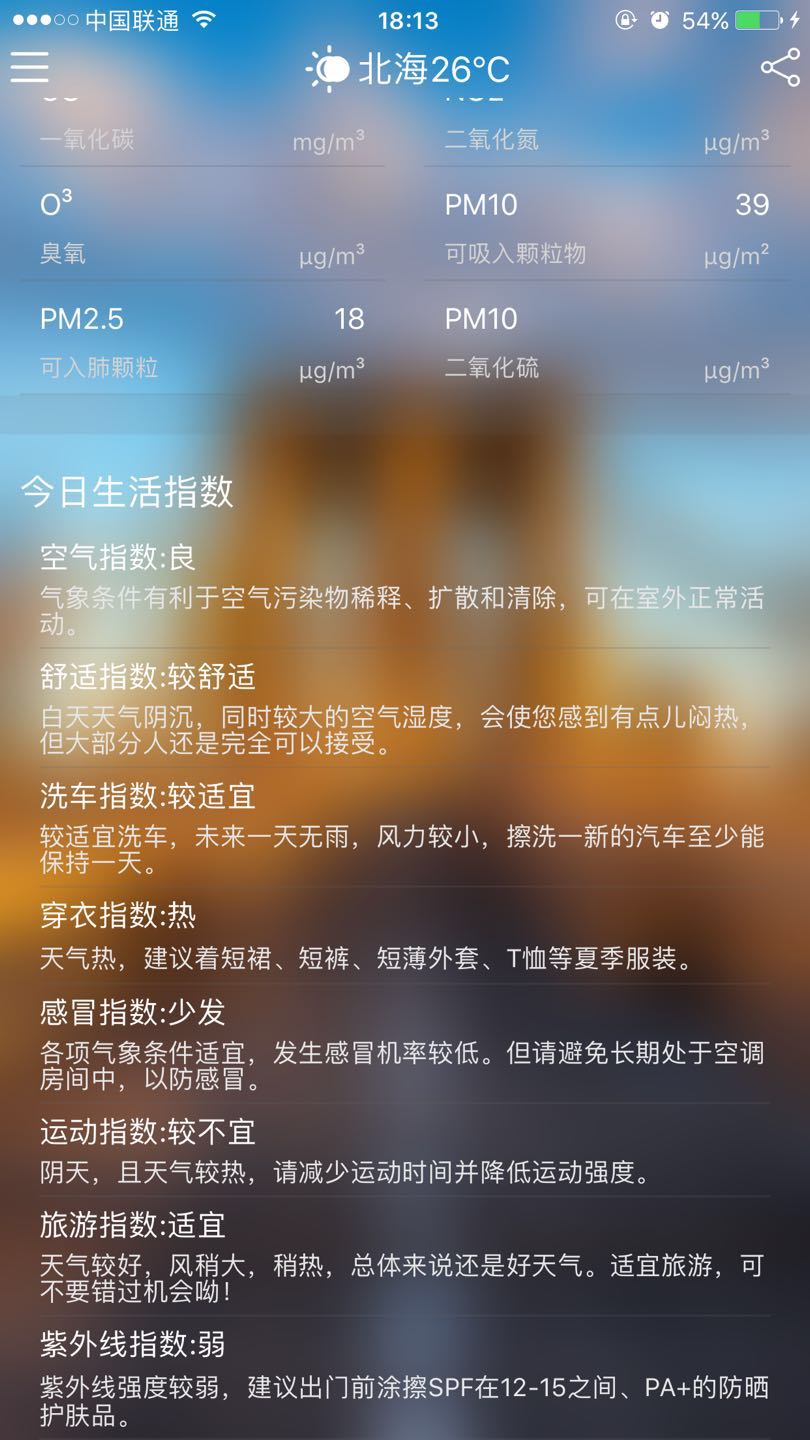 中国联通
18:13
54%
北海26℃
一氧化碳 mg/m³
二氧化氮 μg/m³
O³
臭氧 μg/m³
PM10 39
可吸入颗粒物 μg/m²
PM2.5 18
可入肺颗粒 μg/m³
PM10
二氧化硫 μg/m³
今日生活指数
空气指数:良
气象条件有利于空气污染物稀释、扩散和清除，可在室外正常活
动。
舒适指数:较舒适
白天天气阴沉，同时较大的空气湿度，会使您感到有点儿闷热，
但大部分人还是完全可以接受。
洗车指数:较适宜
较适宜洗车，未来一天无雨，风力较小，擦洗一新的汽车至少能
保持一天。
穿衣指数:热
天气热，建议着短裙、短裤、短薄外套、T恤等夏季服装。
感冒指数:少发
各项气象条件适宜，发生感冒机率较低。但请避免长期处于空调
房间中，以防感冒。
运动指数:较不宜
阴天，且天气较热，请减少运动时间并降低运动强度。
旅游指数:适宜
天气较好，风稍大，稍热，总体来说还是好天气。适宜旅游，可
不要错过机会呦！
紫外线指数:弱
紫外线强度较弱，建议出门前涂擦SPF在12-15之间、PA+的防晒
护肤品。